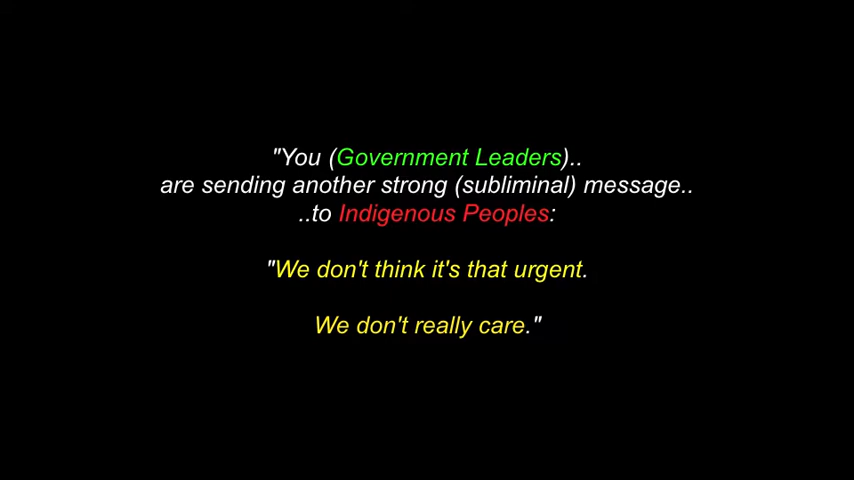 "You (Government Leaders)..
are sending another strong (subliminal) message..
..to Indigenous Peoples:
"We don't think it's that urgent.
We don't really care."